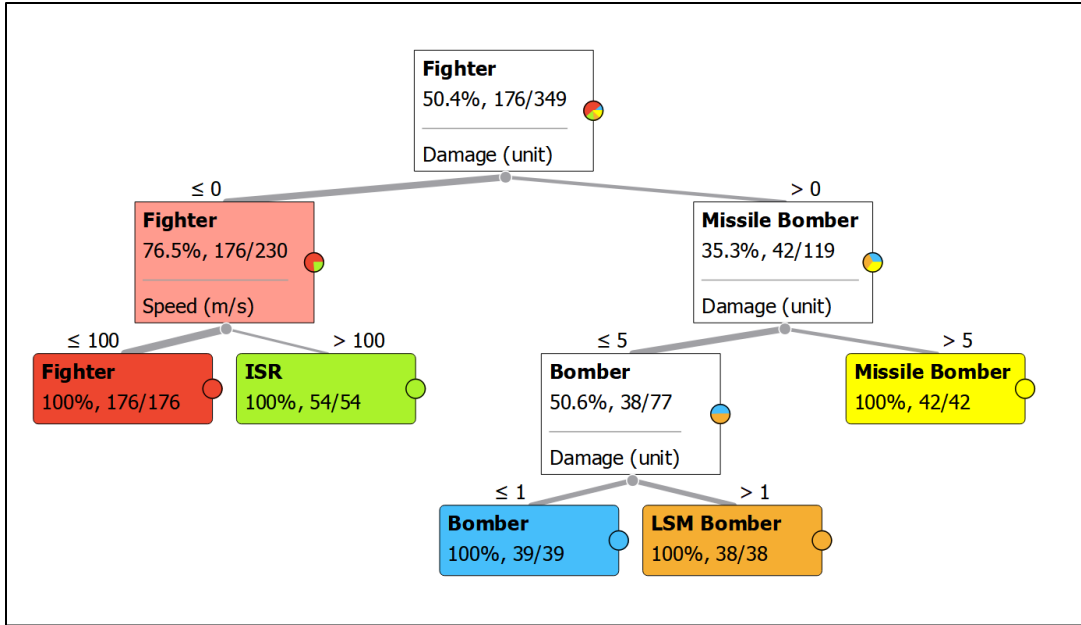 Fighter
50.4%, 176/349
Damage (unit)
≤ 0
> 0
Fighter
76.5%, 176/230
Speed (m/s)
Missile Bomber
35.3%, 42/119
Damage (unit)
≤ 100
> 100
≤ 5
> 5
Fighter
100%, 176/176
ISR
100%, 54/54
Bomber
50.6%, 38/77
Damage (unit)
Missile Bomber
100%, 42/42
≤ 1
> 1
Bomber
100%, 39/39
LSM Bomber
100%, 38/38